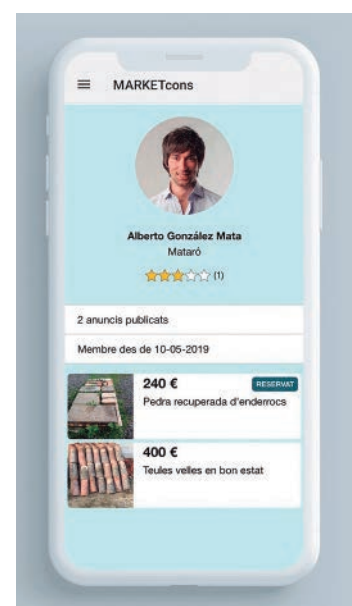 MARKETcons
Alberto González Mata
Mataró
(1)
2 anuncis publicats
Membre des de 10-05-2019
240 €
RESERVAT
Pedra recuperada d'enderrocs
400 €
Teules velles en bon estat